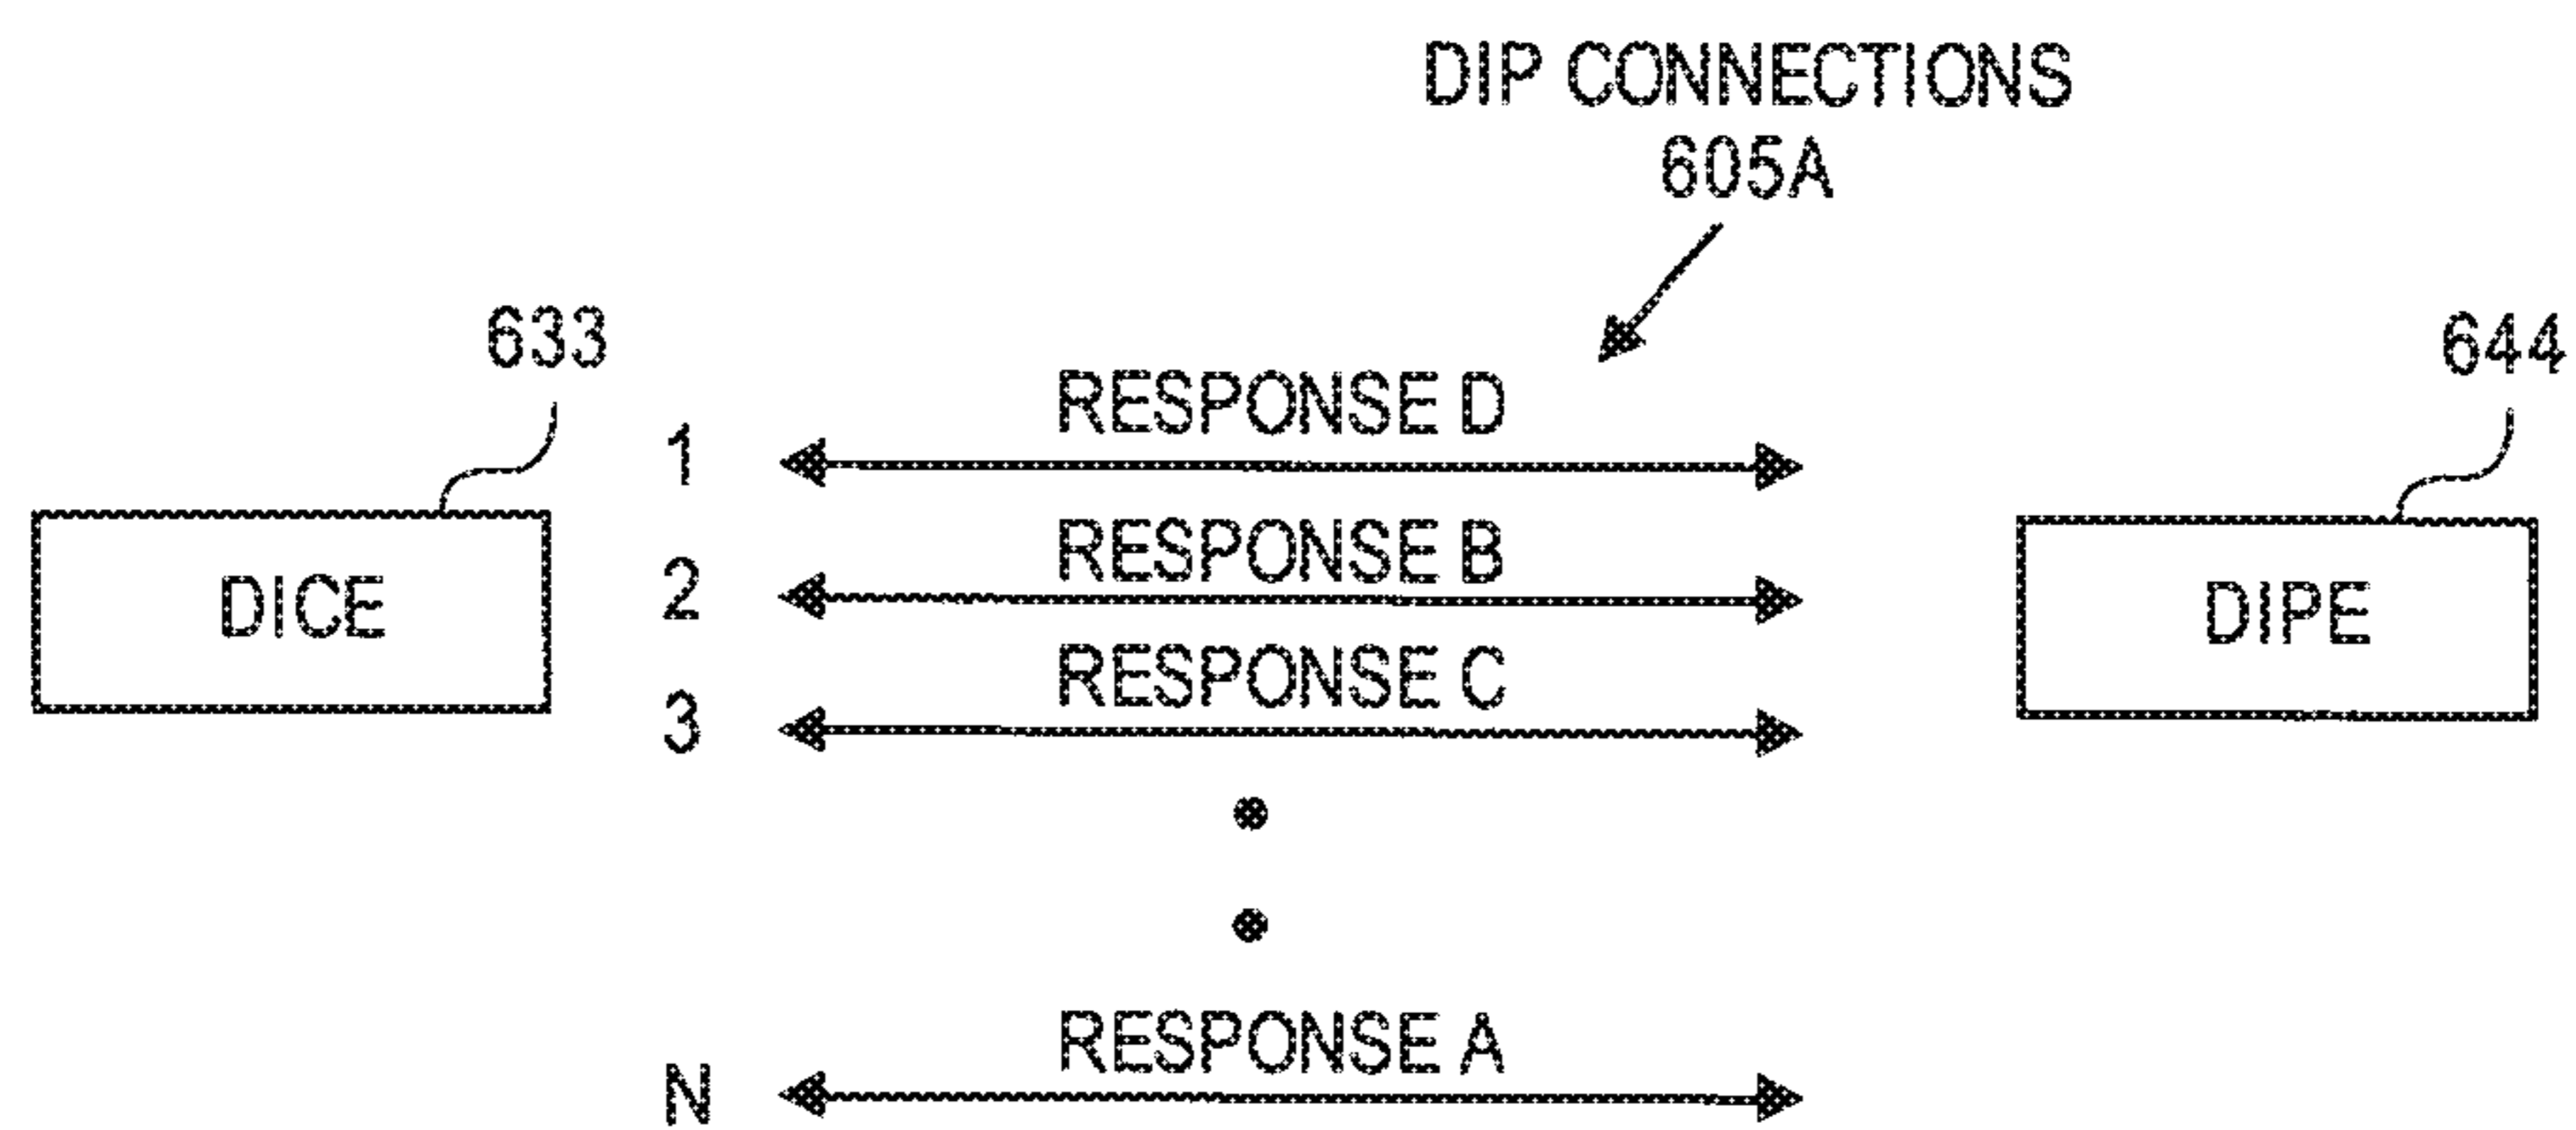 DIP CONNECTIONS
605A
633
644
RESPONSE D
1
RESPONSE B
2
DICE
DIPE
RESPONSE C
3
RESPONSE A
N